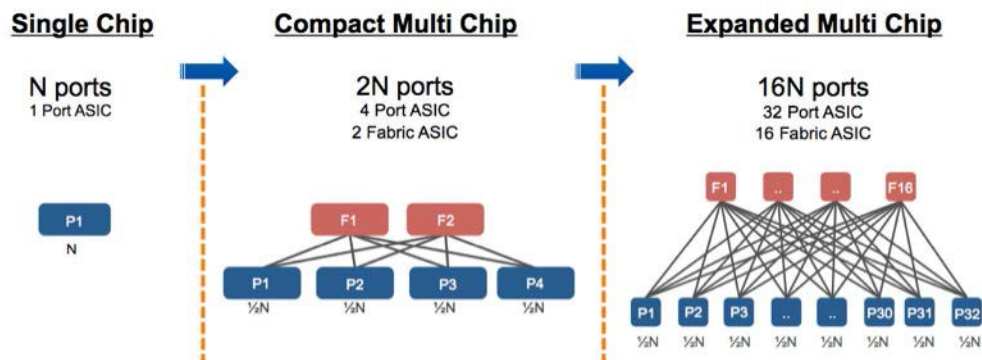 Single Chip
Compact Multi Chip
Expanded Multi Chip
N ports
1 Port ASIC
2N ports
4 Port ASIC
2 Fabric ASIC
16N ports
32 Port ASIC
16 Fabric ASIC
P1
N
F1 F2
P1 P2 P3 P4
½N ½N ½N ½N
F1 .. .. F16
P1 P2 P3 .. .. P30 P31 P32
½N ½N ½N ½N ½N ½N ½N ½N